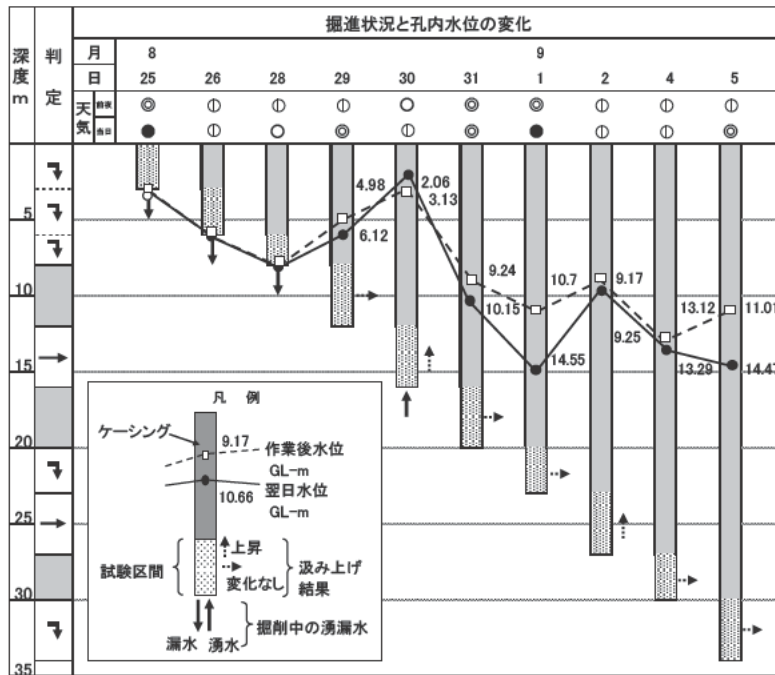 掘進状況と孔内水位の変化
深度m
判定
月 8 9
日 25 26 28 29 30 31 1 2 4 5
天気
前夜
当日
4.98
2.06
3.13
5
6.12
9.24
10.7
9.17
13.12
11.01
10
10.15
9.25
14.55
13.29
14.47
15
凡例
ケーシング
9.17
作業後水位
GL-m
20
翌日水位
10.66
GL-m
25
上昇
試験区間
変化なし
汲み上げ
結果
30
掘削中の湧漏水
漏水 湧水
35